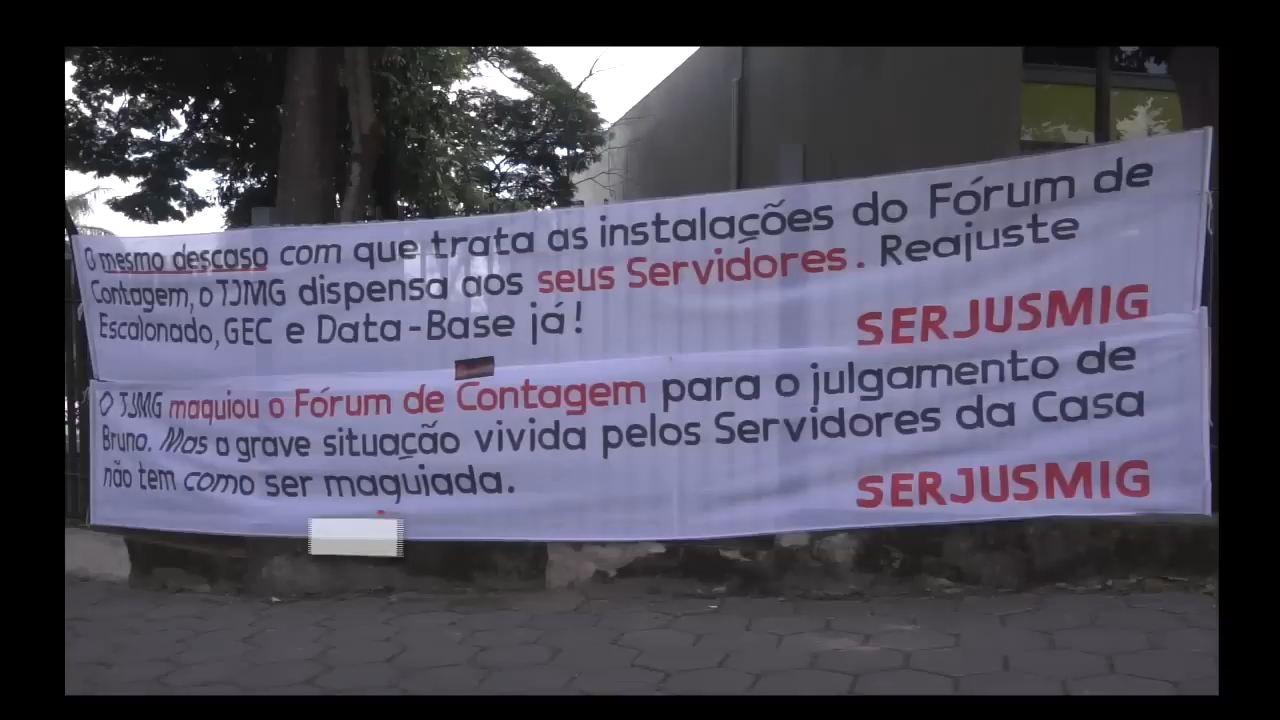 O mesmo descaso com que trata as instalações do Fórum de
Contagem, o TJMG dispensa aos seus Servidores. Reajuste
Escalonado, GEC e Data-Base já!
SERJUSMIG
O TJMG maquiou o Fórum de Contagem para o julgamento de
Bruno. Mas a grave situação vivida pelos Servidores da Casa
não tem como ser maquiada.
SERJUSMIG